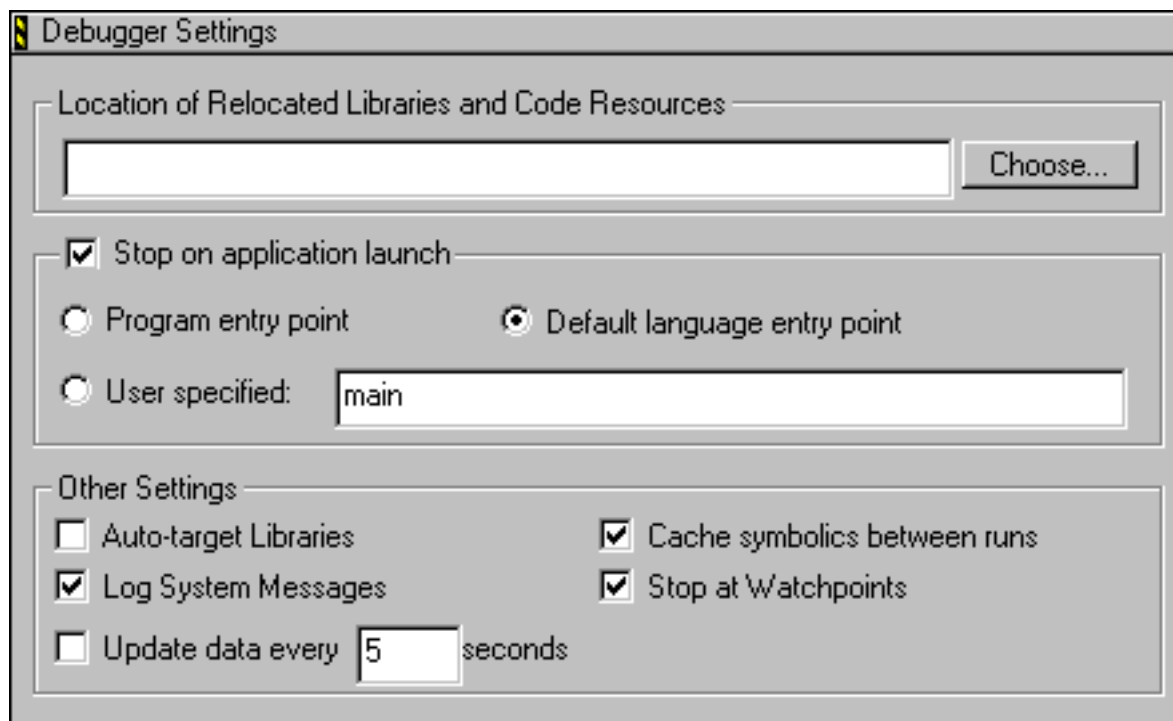 Debugger Settings
Location of Relocated Libraries and Code Resources
Choose...
Stop on application launch
Program entry point
Default language entry point
User specified:
main
Other Settings
Auto-target Libraries
Cache symbolics between runs
Log System Messages
Stop at Watchpoints
Update data every 5 seconds